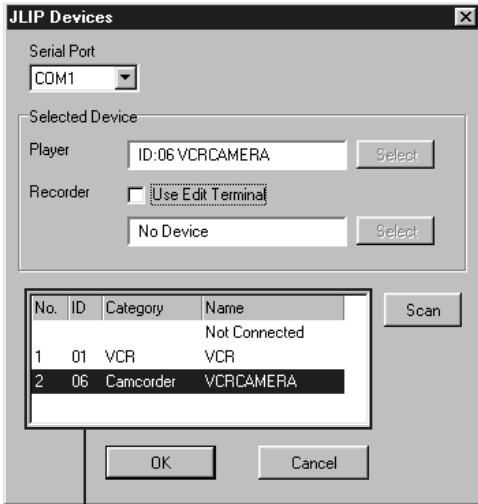 JLIP Devices
Serial Port
COM1
Selected Device
Player
ID:06 VCRCAMERA
Select
Recorder
Use Edit Terminal
No Device
Select
No. ID Category Name
Not Connected
1 01 VCR VCR
2 06 Camcorder VCRCAMERA
Scan
OK
Cancel